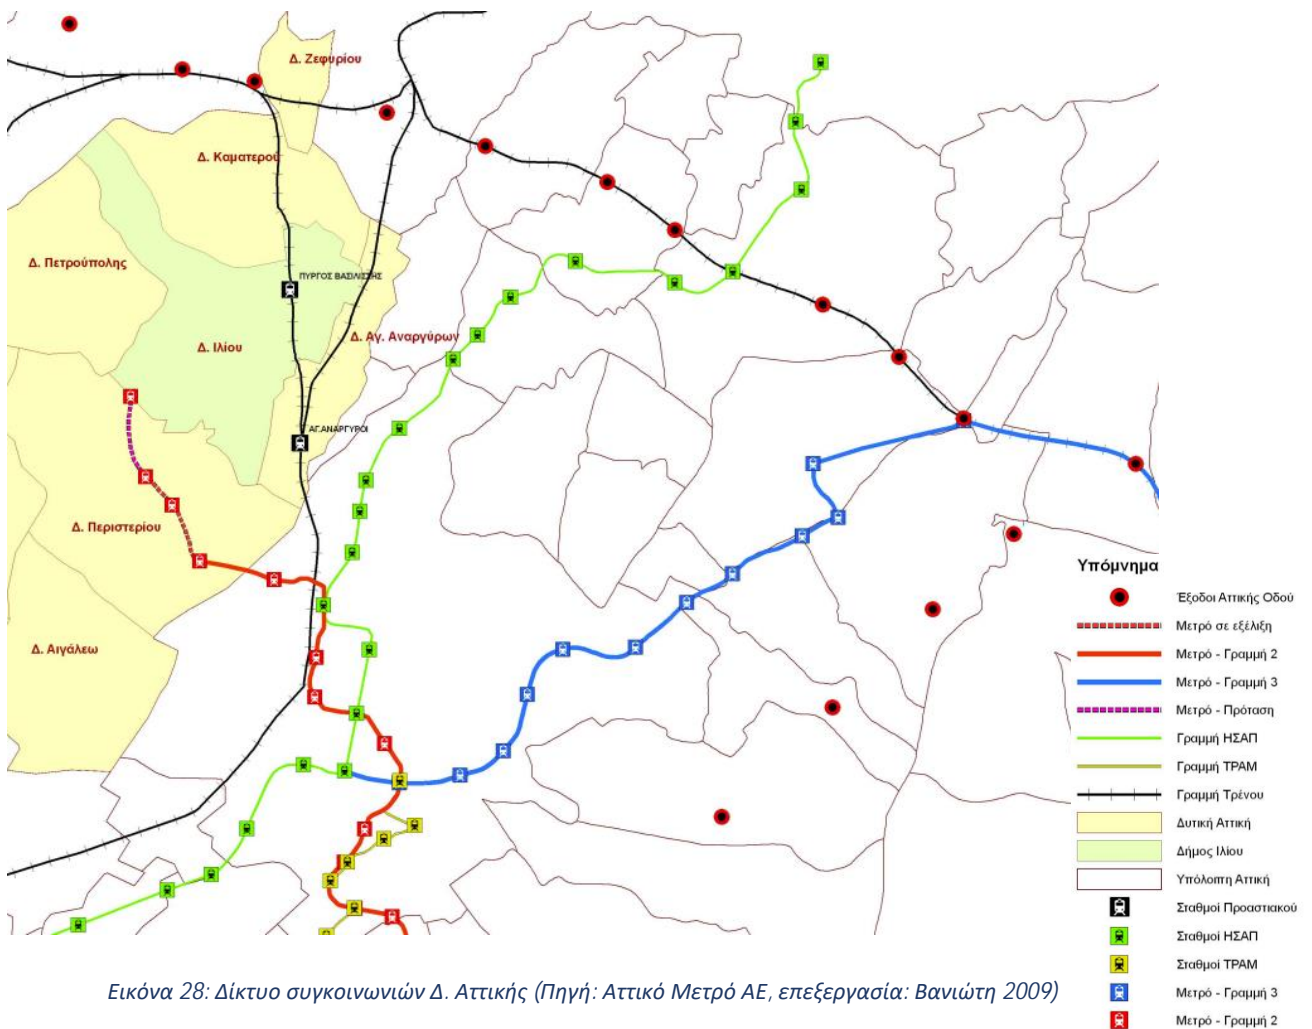 Δ. Ζεφυρίου
Δ. Καματερού
Δ. Πετρούπολης
ΠΥΡΓΟΣ ΒΑΣΙΛΙΣΣΗΣ
Δ. Ιλίου
Δ. Αγ. Αναργύρων
ΑΓ.ΑΝΑΡΓΥΡΟΙ
Δ. Περιστερίου
Δ. Αιγάλεω
Υπόμνημα
Έξοδοι Αττικής Οδού
Μετρό σε εξέλιξη
Μετρό - Γραμμή 2
Μετρό - Γραμμή 3
Μετρό - Πρόταση
Γραμμή ΗΣΑΠ
Γραμμή ΤΡΑΜ
Γραμμή Τρένου
Δυτική Αττική
Δήμος Ιλίου
Υπόλοιπη Αττική
Σταθμοί Προαστιακού
Σταθμοί ΗΣΑΠ
Σταθμοί ΤΡΑΜ
Μετρό - Γραμμή 3
Μετρό - Γραμμή 2
Εικόνα 28: Δίκτυο συγκοινωνιών Δ. Αττικής (Πηγή: Αττικό Μετρό ΑΕ, επεξεργασία: Βανιώτη 2009)